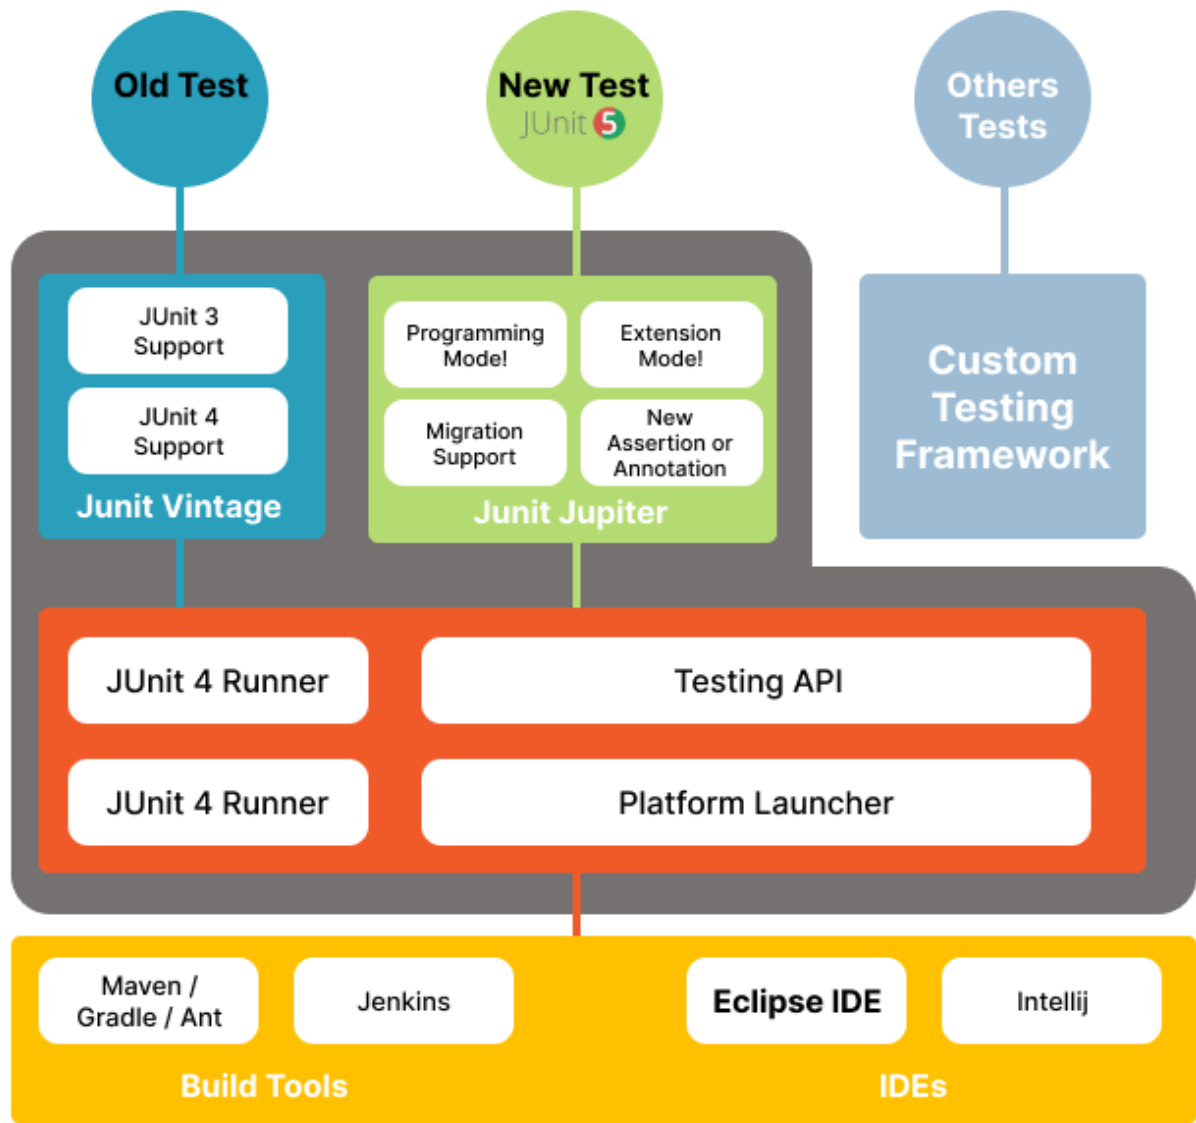 Old Test
New Test
JUnit 5
Others
Tests
JUnit 3
Support
JUnit 4
Support
Junit Vintage
Programming
Mode!
Extension
Mode!
Migration
Support
New
Assertion or
Annotation
Junit Jupiter
Custom
Testing
Framework
JUnit 4 Runner
Testing API
JUnit 4 Runner
Platform Launcher
Maven /
Gradle / Ant
Jenkins
Eclipse IDE
Intellij
Build Tools
IDEs